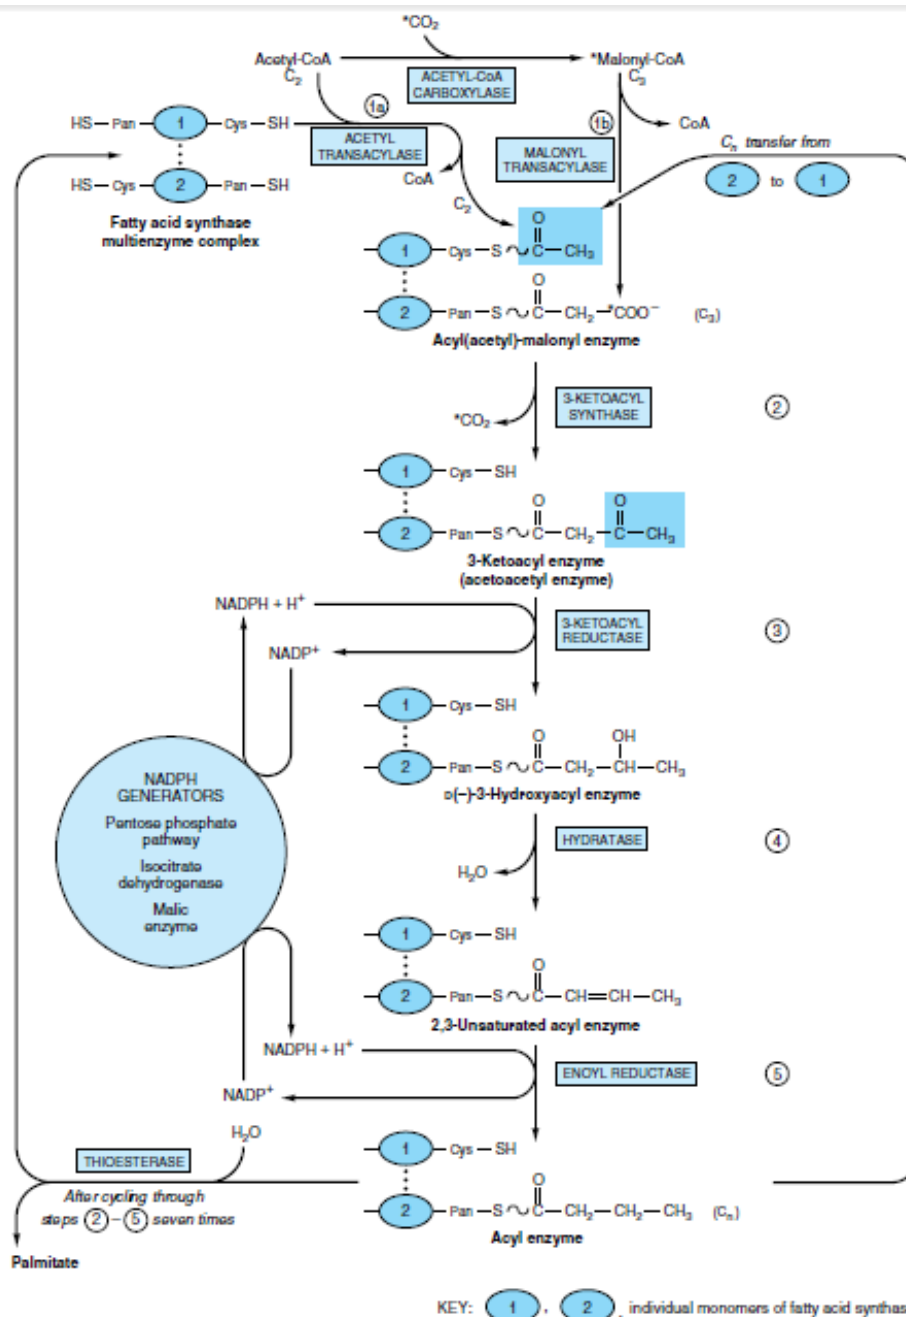 *CO₂
Acetyl-CoA
C₂
*Malonyl-CoA
C₃
ACETYL-CoA
CARBOXYLASE
1a
HS—Pan—1—Cys—SH
ACETYL
TRANSACYLASE
1b
MALONYL
TRANSACYLASE
CoA
Cₙ transfer from
2 to 1
HS—Cys—2—Pan—SH
CoA
C₂
Fatty acid synthase
multienzyme complex
O
1—Cys—S~C—CH₃
O
2—Pan—S~C—CH₂—*COO⁻ (C₃)
Acyl(acetyl)-malonyl enzyme
*CO₂
3-KETOACYL
SYNTHASE
2
1—Cys—SH
O O
2—Pan—S~C—CH₂—C—CH₃
3-Ketoacyl enzyme
(acetoacetyl enzyme)
NADPH + H⁺
NADP⁺
3-KETOACYL
REDUCTASE
3
1—Cys—SH
O OH
2—Pan—S~C—CH₂—CH—CH₃
D(–)-3-Hydroxyacyl enzyme
NADPH
GENERATORS
Pentose phosphate
pathway
Isocitrate
dehydrogenase
Malic
enzyme
HYDRATASE
4
H₂O
1—Cys—SH
O
2—Pan—S~C—CH=CH—CH₃
2,3-Unsaturated acyl enzyme
NADPH + H⁺
NADP⁺
ENOYL REDUCTASE
5
H₂O
THIOESTERASE
After cycling through
steps 2–5 seven times
Palmitate
1—Cys—SH
O
2—Pan—S~C—CH₂—CH₂—CH₃ (Cₙ)
Acyl enzyme
KEY: 1, 2, individual monomers of fatty acid synthas